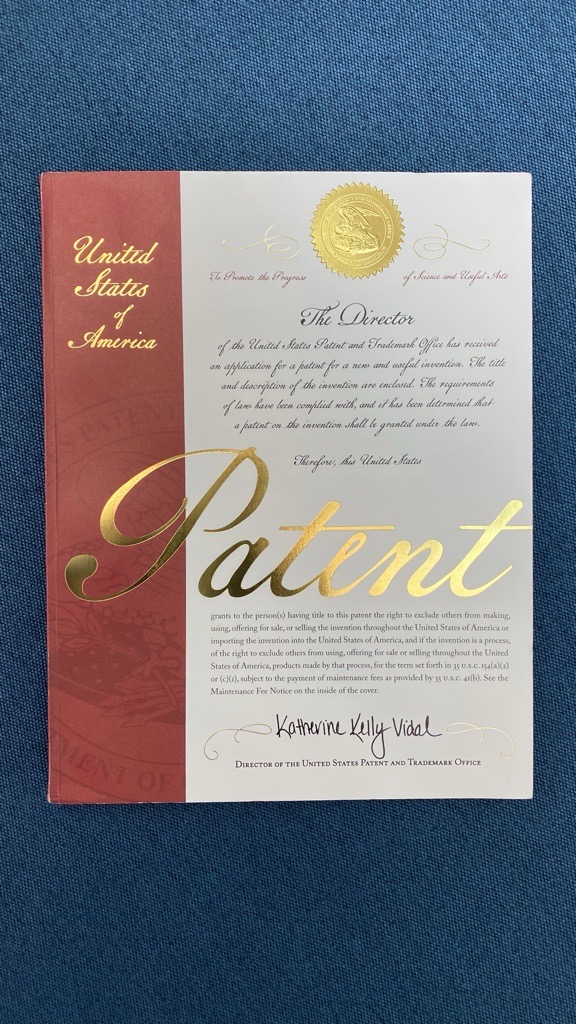 United
States
of
America
To Promote the Progress
of Science and Useful Arts
The Director
of the United States Patent and Trademark Office has received
an application for a patent for a new and useful invention. The title
and description of the invention are enclosed. The requirements
of law have been complied with, and it has been determined that
a patent on the invention shall be granted under the law.
Therefore, this United States
Patent
grants to the person(s) having title to this patent the right to exclude others from making,
using, offering for sale, or selling the invention throughout the United States of America or
importing the invention into the United States of America, and if the invention is a process,
of the right to exclude others from using, offering for sale or selling throughout the United
States of America, products made by that process, for the term set forth in 35 U.S.C. 154(a)(2)
or (c)(1), subject to the payment of maintenance fees as provided by 35 U.S.C. 41(b). See the
Maintenance Fee Notice on the inside of the cover.
Katherine Kelly Vidal
DIRECTOR OF THE UNITED STATES PATENT AND TRADEMARK OFFICE
MENT OF